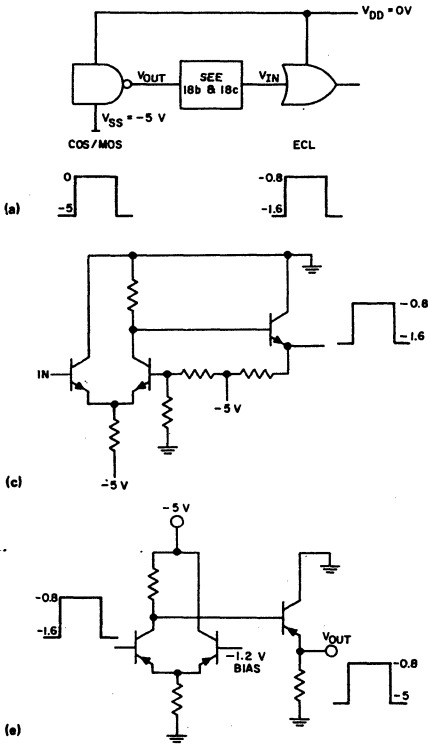 V_DD = 0V
V_OUT
SEE
18b & 18c
V_IN
V_SS = -5 V
COS/MOS
ECL
(a)
0
-5
-0.8
-1.6
IN
-5 V
-5 V
-0.8
-1.6
(c)
-5 V
-0.8
-1.6
-1.2 V
BIAS
V_OUT
-0.8
-5
(e)